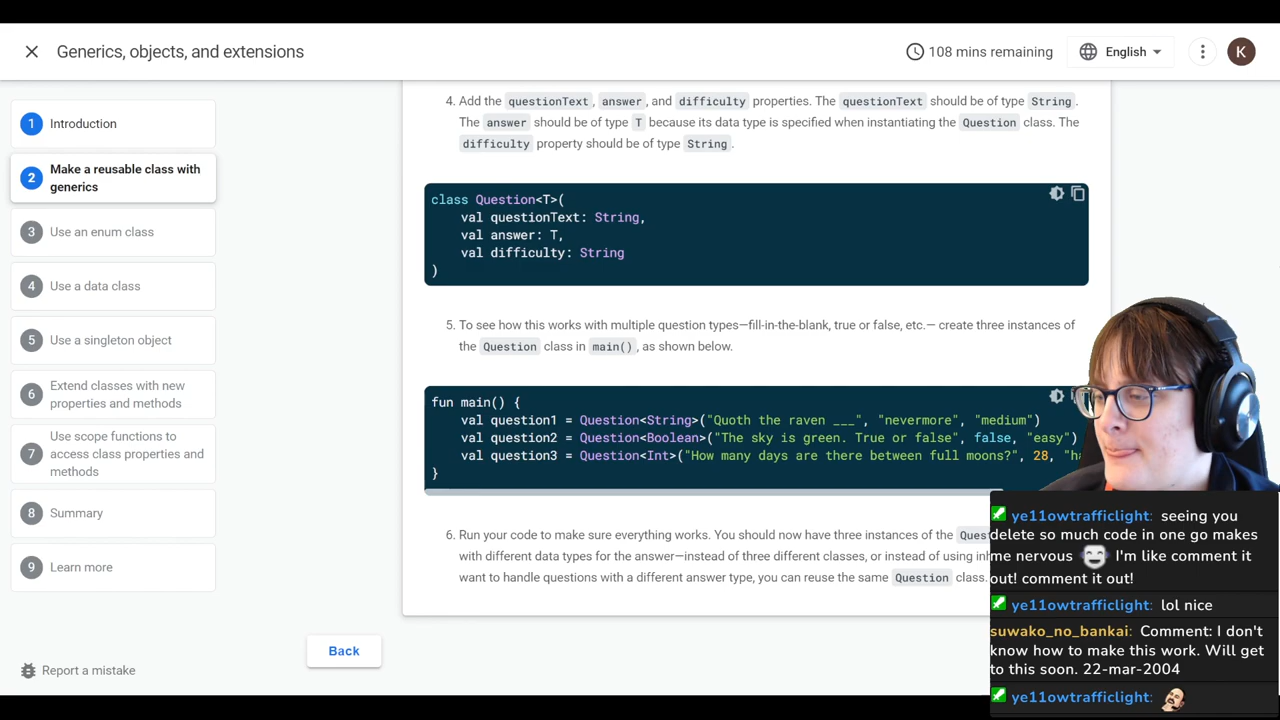 Generics, objects, and extensions
108 mins remaining
English
K
1 Introduction
2 Make a reusable class with
generics
3 Use an enum class
4 Use a data class
5 Use a singleton object
6 Extend classes with new
properties and methods
7 Use scope functions to
access class properties and
methods
8 Summary
9 Learn more
Report a mistake
4. Add the questionText, answer, and difficulty properties. The questionText should be of type String.
The answer should be of type T because its data type is specified when instantiating the Question class. The
difficulty property should be of type String.
class Question<T>(
val questionText: String,
val answer: T,
val difficulty: String
)
5. To see how this works with multiple question types—fill-in-the-blank, true or false, etc.— create three instances of
the Question class in main(), as shown below.
fun main() {
val question1 = Question<String>("Quoth the raven ___", "nevermore", "medium")
val question2 = Question<Boolean>("The sky is green. True or false", false, "easy")
val question3 = Question<Int>("How many days are there between full moons?", 28, "ha
}
6. Run your code to make sure everything works. You should now have three instances of the Ques
with different data types for the answer—instead of three different classes, or instead of using inh
want to handle questions with a different answer type, you can reuse the same Question class.
Back
ye11owtrafficlight: seeing you
delete so much code in one go makes
me nervous I'm like comment it
out! comment it out!
ye11owtrafficlight: lol nice
suwako_no_bankai: Comment: I don't
know how to make this work. Will get
to this soon. 22-mar-2004
ye11owtrafficlight: